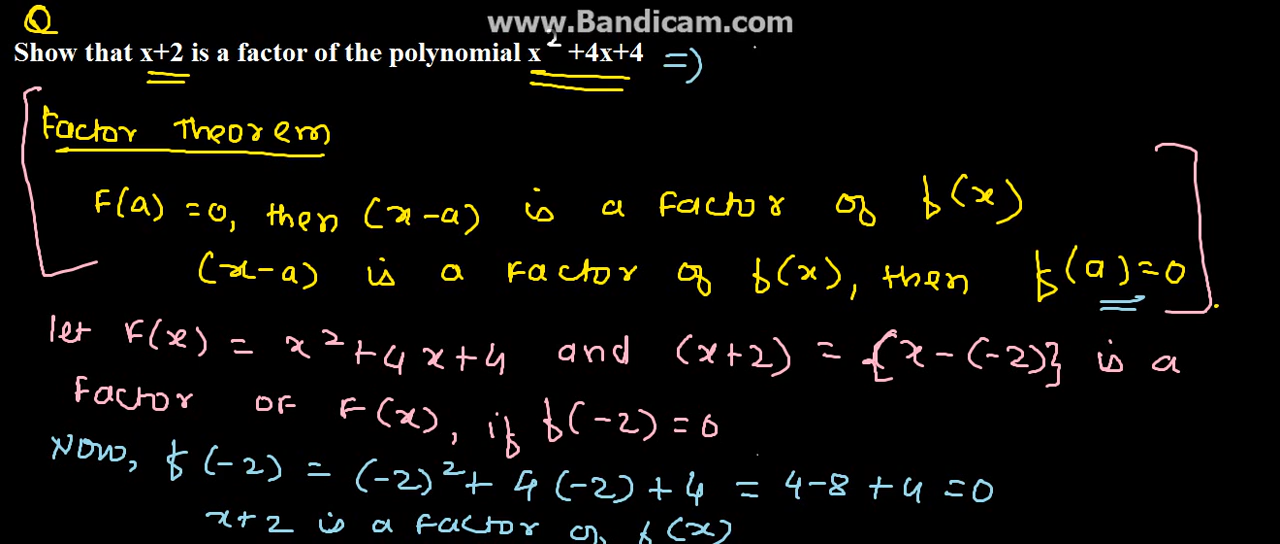 Q
www.Bandicam.com
Show that x+2 is a factor of the polynomial x² +4x+4 =>
Factor Theorem
F(a) =0, then (x-a) is a factor of f(x)
(x-a) is a factor of f(x), then f(a)=0
let F(x) = x²+4x+4 and (x+2) = {x-(-2)} is a
Factor of F(x), if f(-2)=0
Now, f(-2) = (-2)²+4(-2)+4 = 4-8+4=0
x+2 is a factor of f(x)